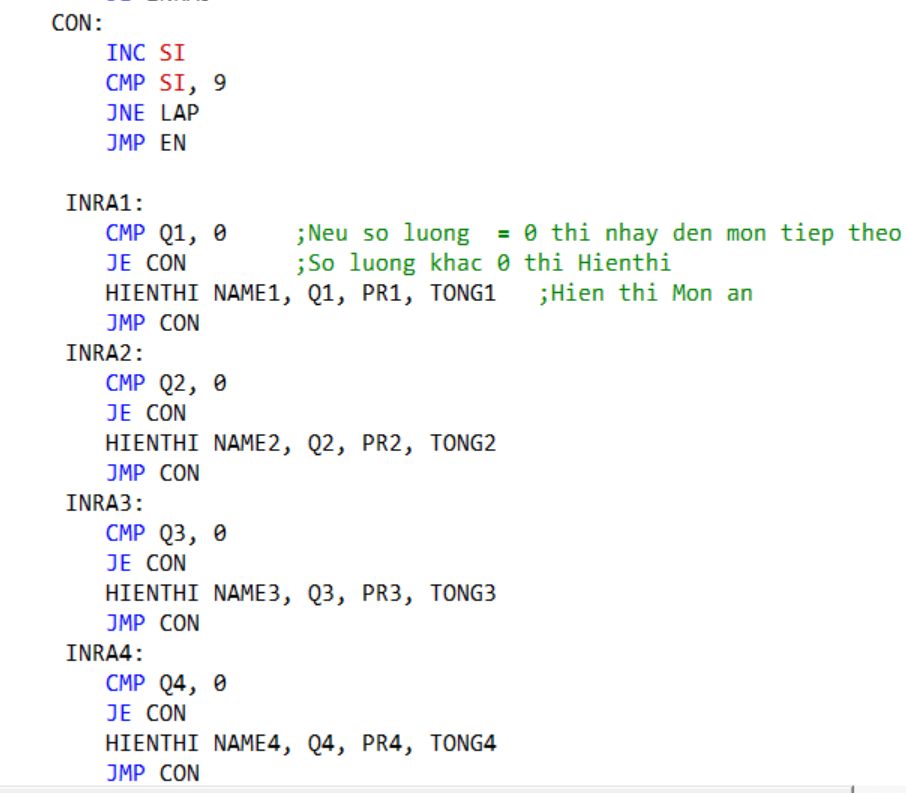 CON:
INC SI
CMP SI, 9
JNE LAP
JMP EN
INRA1:
CMP Q1, 0 ;Neu so luong = 0 thi nhay den mon tiep theo
JE CON ;So luong khac 0 thi Hienthi
HIENTHI NAME1, Q1, PR1, TONG1 ;Hien thi Mon an
JMP CON
INRA2:
CMP Q2, 0
JE CON
HIENTHI NAME2, Q2, PR2, TONG2
JMP CON
INRA3:
CMP Q3, 0
JE CON
HIENTHI NAME3, Q3, PR3, TONG3
JMP CON
INRA4:
CMP Q4, 0
JE CON
HIENTHI NAME4, Q4, PR4, TONG4
JMP CON